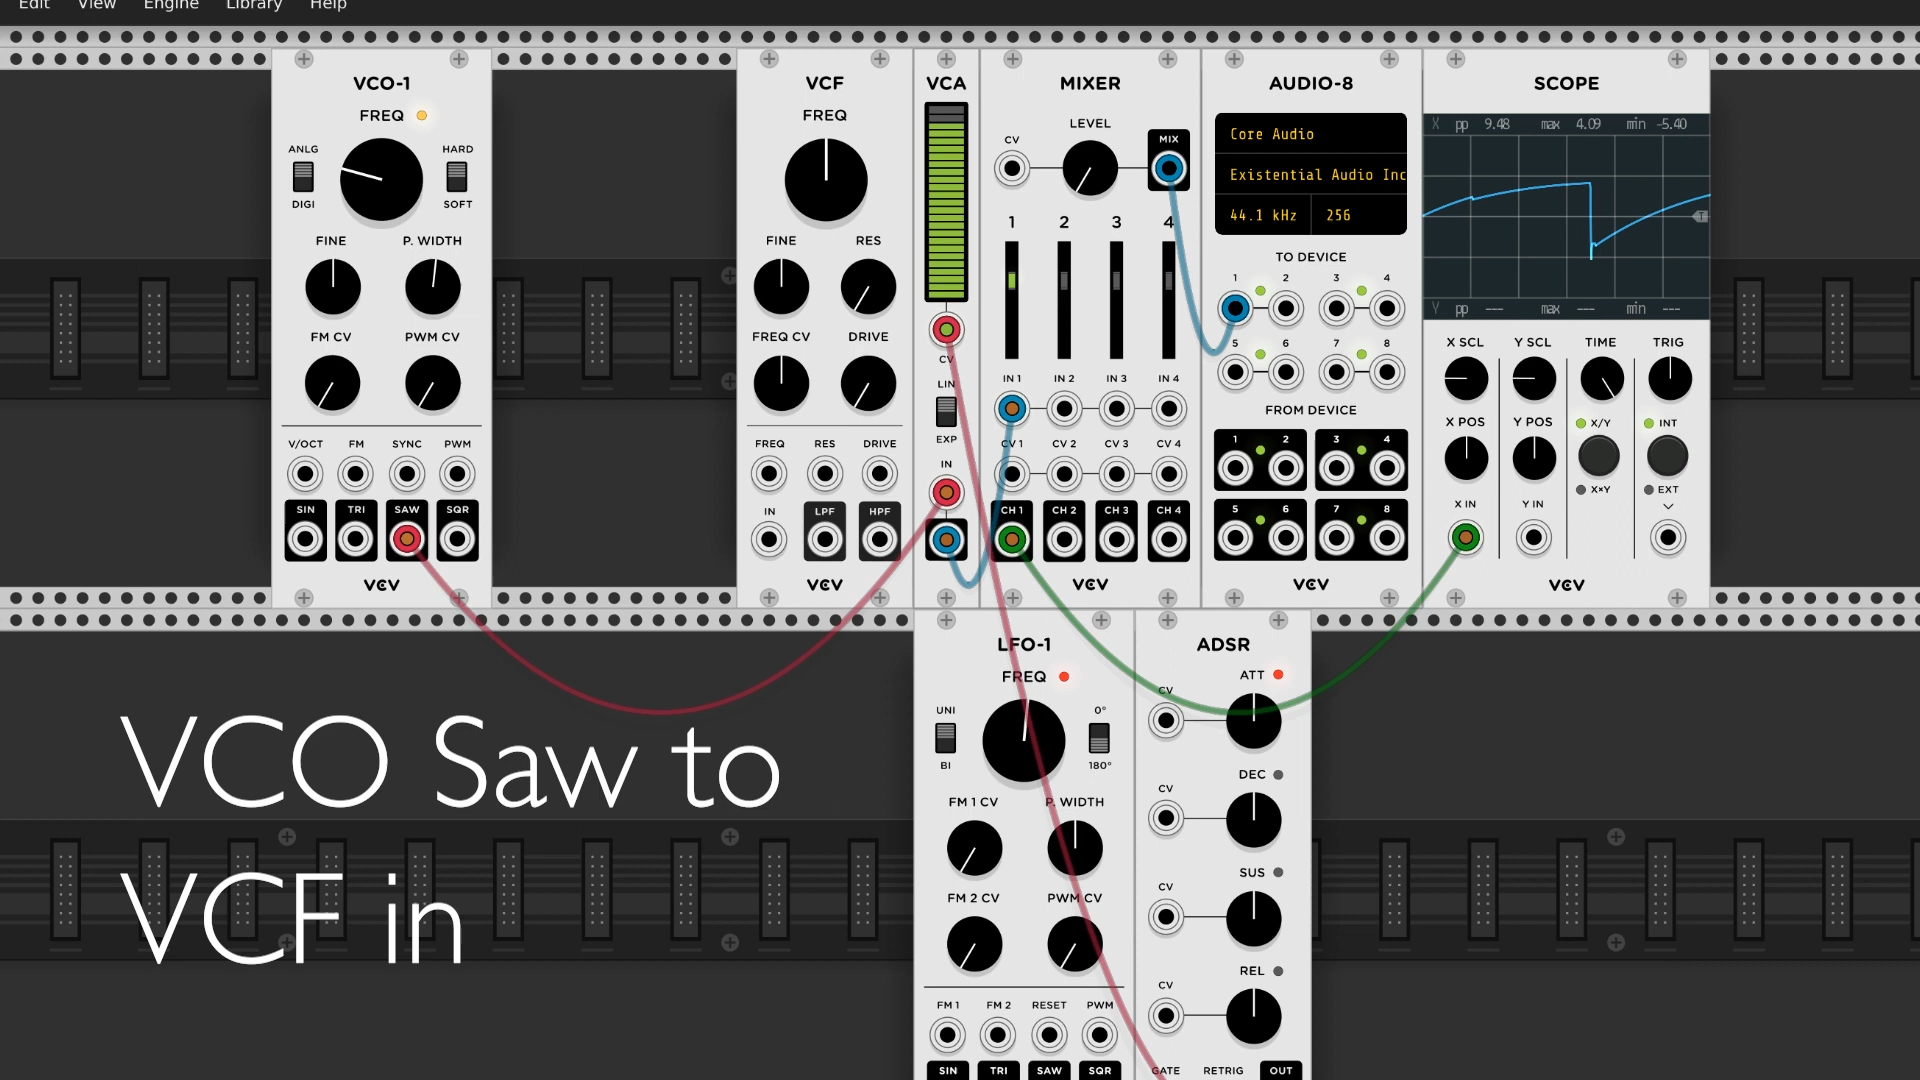 Edit View Engine Library Help
VCO-1
FREQ
ANLG HARD
DIGI SOFT
FINE P. WIDTH
FM CV PWM CV
V/OCT FM SYNC PWM
SIN TRI SAW SQR
VCV
VCF
FREQ
FINE RES
FREQ CV DRIVE
FREQ RES DRIVE
IN LPF HPF
VCV
VCA
CV
LIN
EXP
IN
MIXER
LEVEL
CV MIX
1 2 3 4
IN 1 IN 2 IN 3 IN 4
CV 1 CV 2 CV 3 CV 4
CH 1 CH 2 CH 3 CH 4
VCV
AUDIO-8
Core Audio
Existential Audio Inc
44.1 kHz 256
TO DEVICE
1 2 3 4
5 6 7 8
FROM DEVICE
1 2 3 4
5 6 7 8
VCV
SCOPE
X pp 9.48 max 4.09 min -5.40
T
Y pp --- max --- min ---
X SCL Y SCL TIME TRIG
X POS Y POS X/Y INT
X×Y EXT
X IN Y IN
VCV
LFO-1
FREQ
UNI 0°
BI 180°
FM 1 CV P. WIDTH
FM 2 CV PWM CV
FM 1 FM 2 RESET PWM
SIN TRI SAW SQR
ADSR
ATT
CV
DEC
CV
SUS
CV
REL
CV
GATE RETRIG OUT
VCO Saw to
VCF in